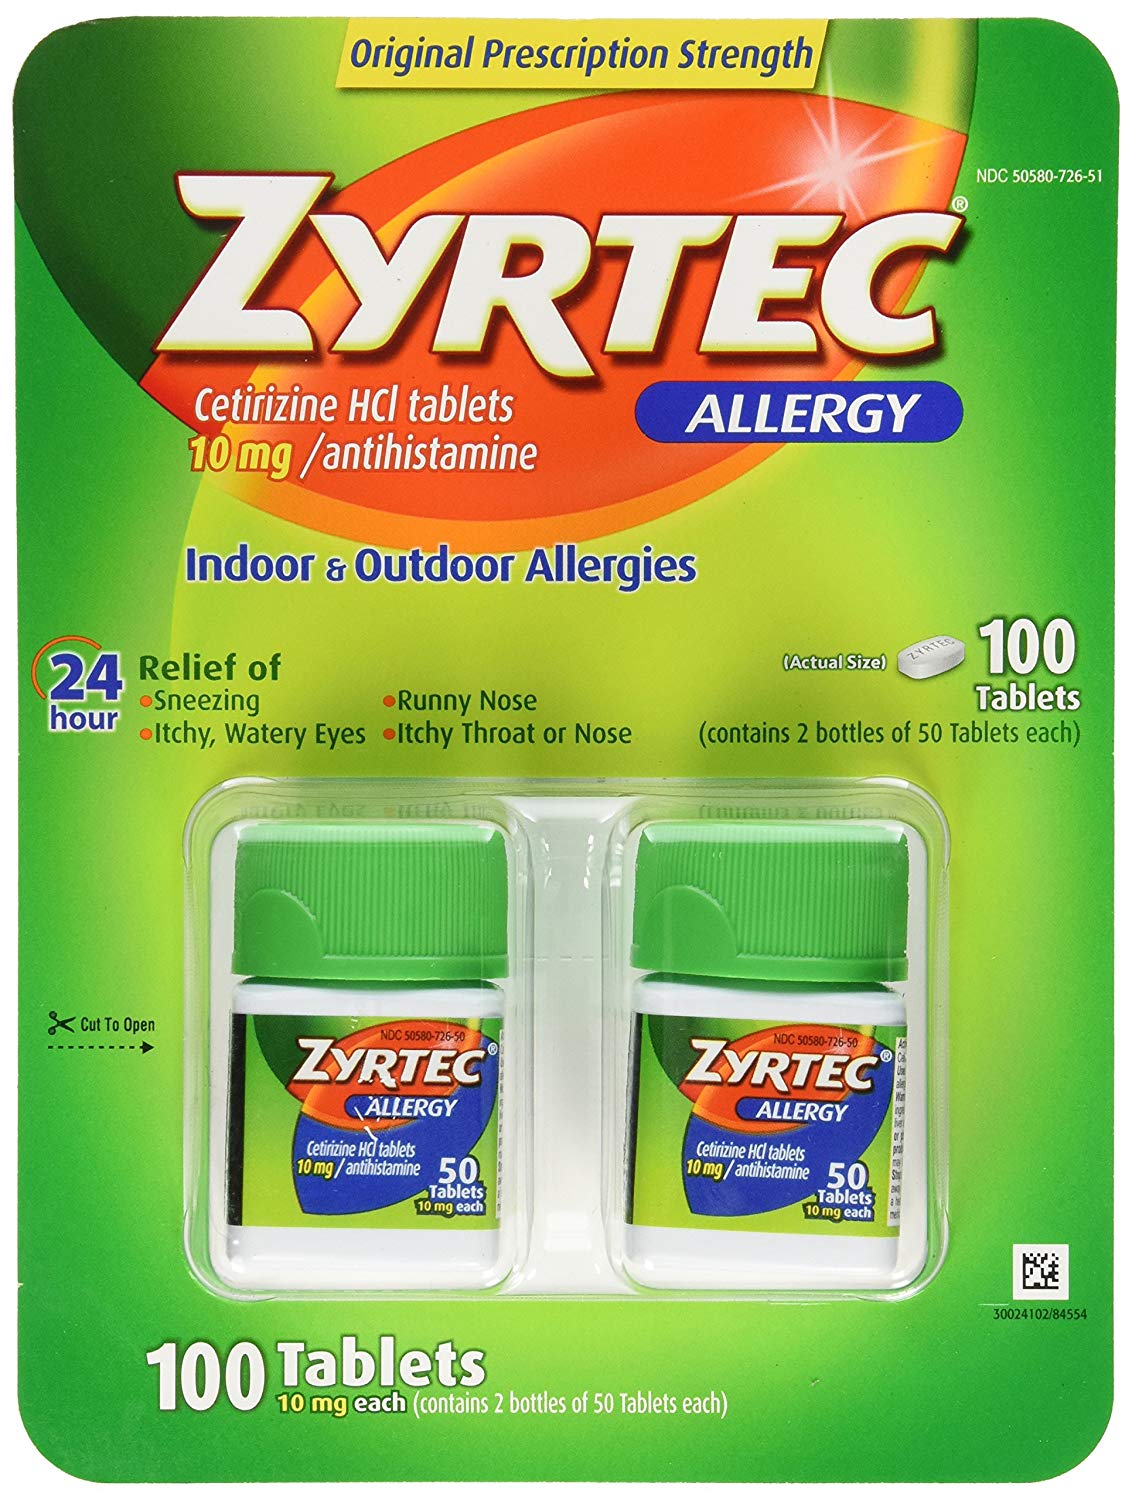 Original Prescription Strength
NDC 50580-726-51
ZYRTEC®
ALLERGY
Cetirizine HCl tablets
10 mg /antihistamine
Indoor & Outdoor Allergies
24
hour
Relief of
•Sneezing
•Runny Nose
•Itchy, Watery Eyes
•Itchy Throat or Nose
(Actual Size)
ZYRTEC
100
Tablets
(contains 2 bottles of 50 Tablets each)
Cut To Open
NDC 50580-726-50
ZYRTEC®
ALLERGY
Cetirizine HCl tablets
10 mg/antihistamine
50
Tablets
10 mg each
NDC 50580-726-50
ZYRTEC®
ALLERGY
Cetirizine HCl tablets
10 mg/antihistamine
50
Tablets
10 mg each
30024102/84554
100 Tablets
10 mg each (contains 2 bottles of 50 Tablets each)